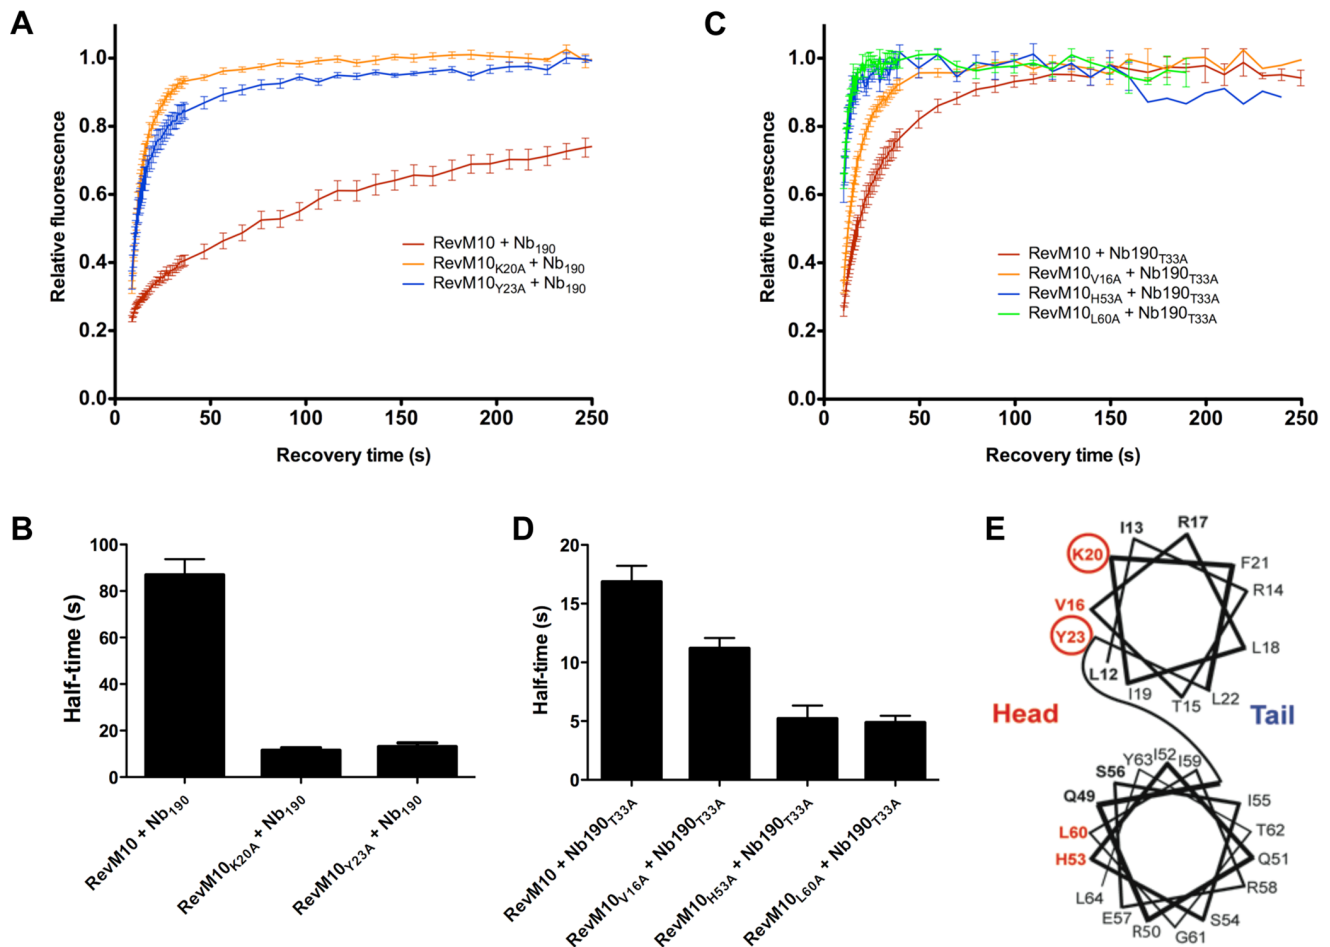 A
Relative fluorescence
1.0
0.8
0.6
0.4
0.2
0.0
0
50
100
150
200
250
Recovery time (s)
RevM10 + Nb190
RevM10K20A + Nb190
RevM10Y23A + Nb190
C
Relative fluorescence
1.0
0.8
0.6
0.4
0.2
0.0
0
50
100
150
200
250
Recovery time (s)
RevM10 + Nb190T33A
RevM10V16A + Nb190T33A
RevM10H53A + Nb190T33A
RevM10L60A + Nb190T33A
B
Half-time (s)
100
80
60
40
20
0
RevM10 + Nb190
RevM10K20A + Nb190
RevM10Y23A + Nb190
D
Half-time (s)
20
15
10
5
0
RevM10 + Nb190T33A
RevM10V16A + Nb190T33A
RevM10H53A + Nb190T33A
RevM10L60A + Nb190T33A
E
I13
R17
K20
F21
R14
V16
Y23
L18
L12
I19
T15
L22
Head
Tail
Y63
I52
I59
S56
Q49
I55
L60
T62
H53
Q51
L64
R58
E57
S54
R50
G61